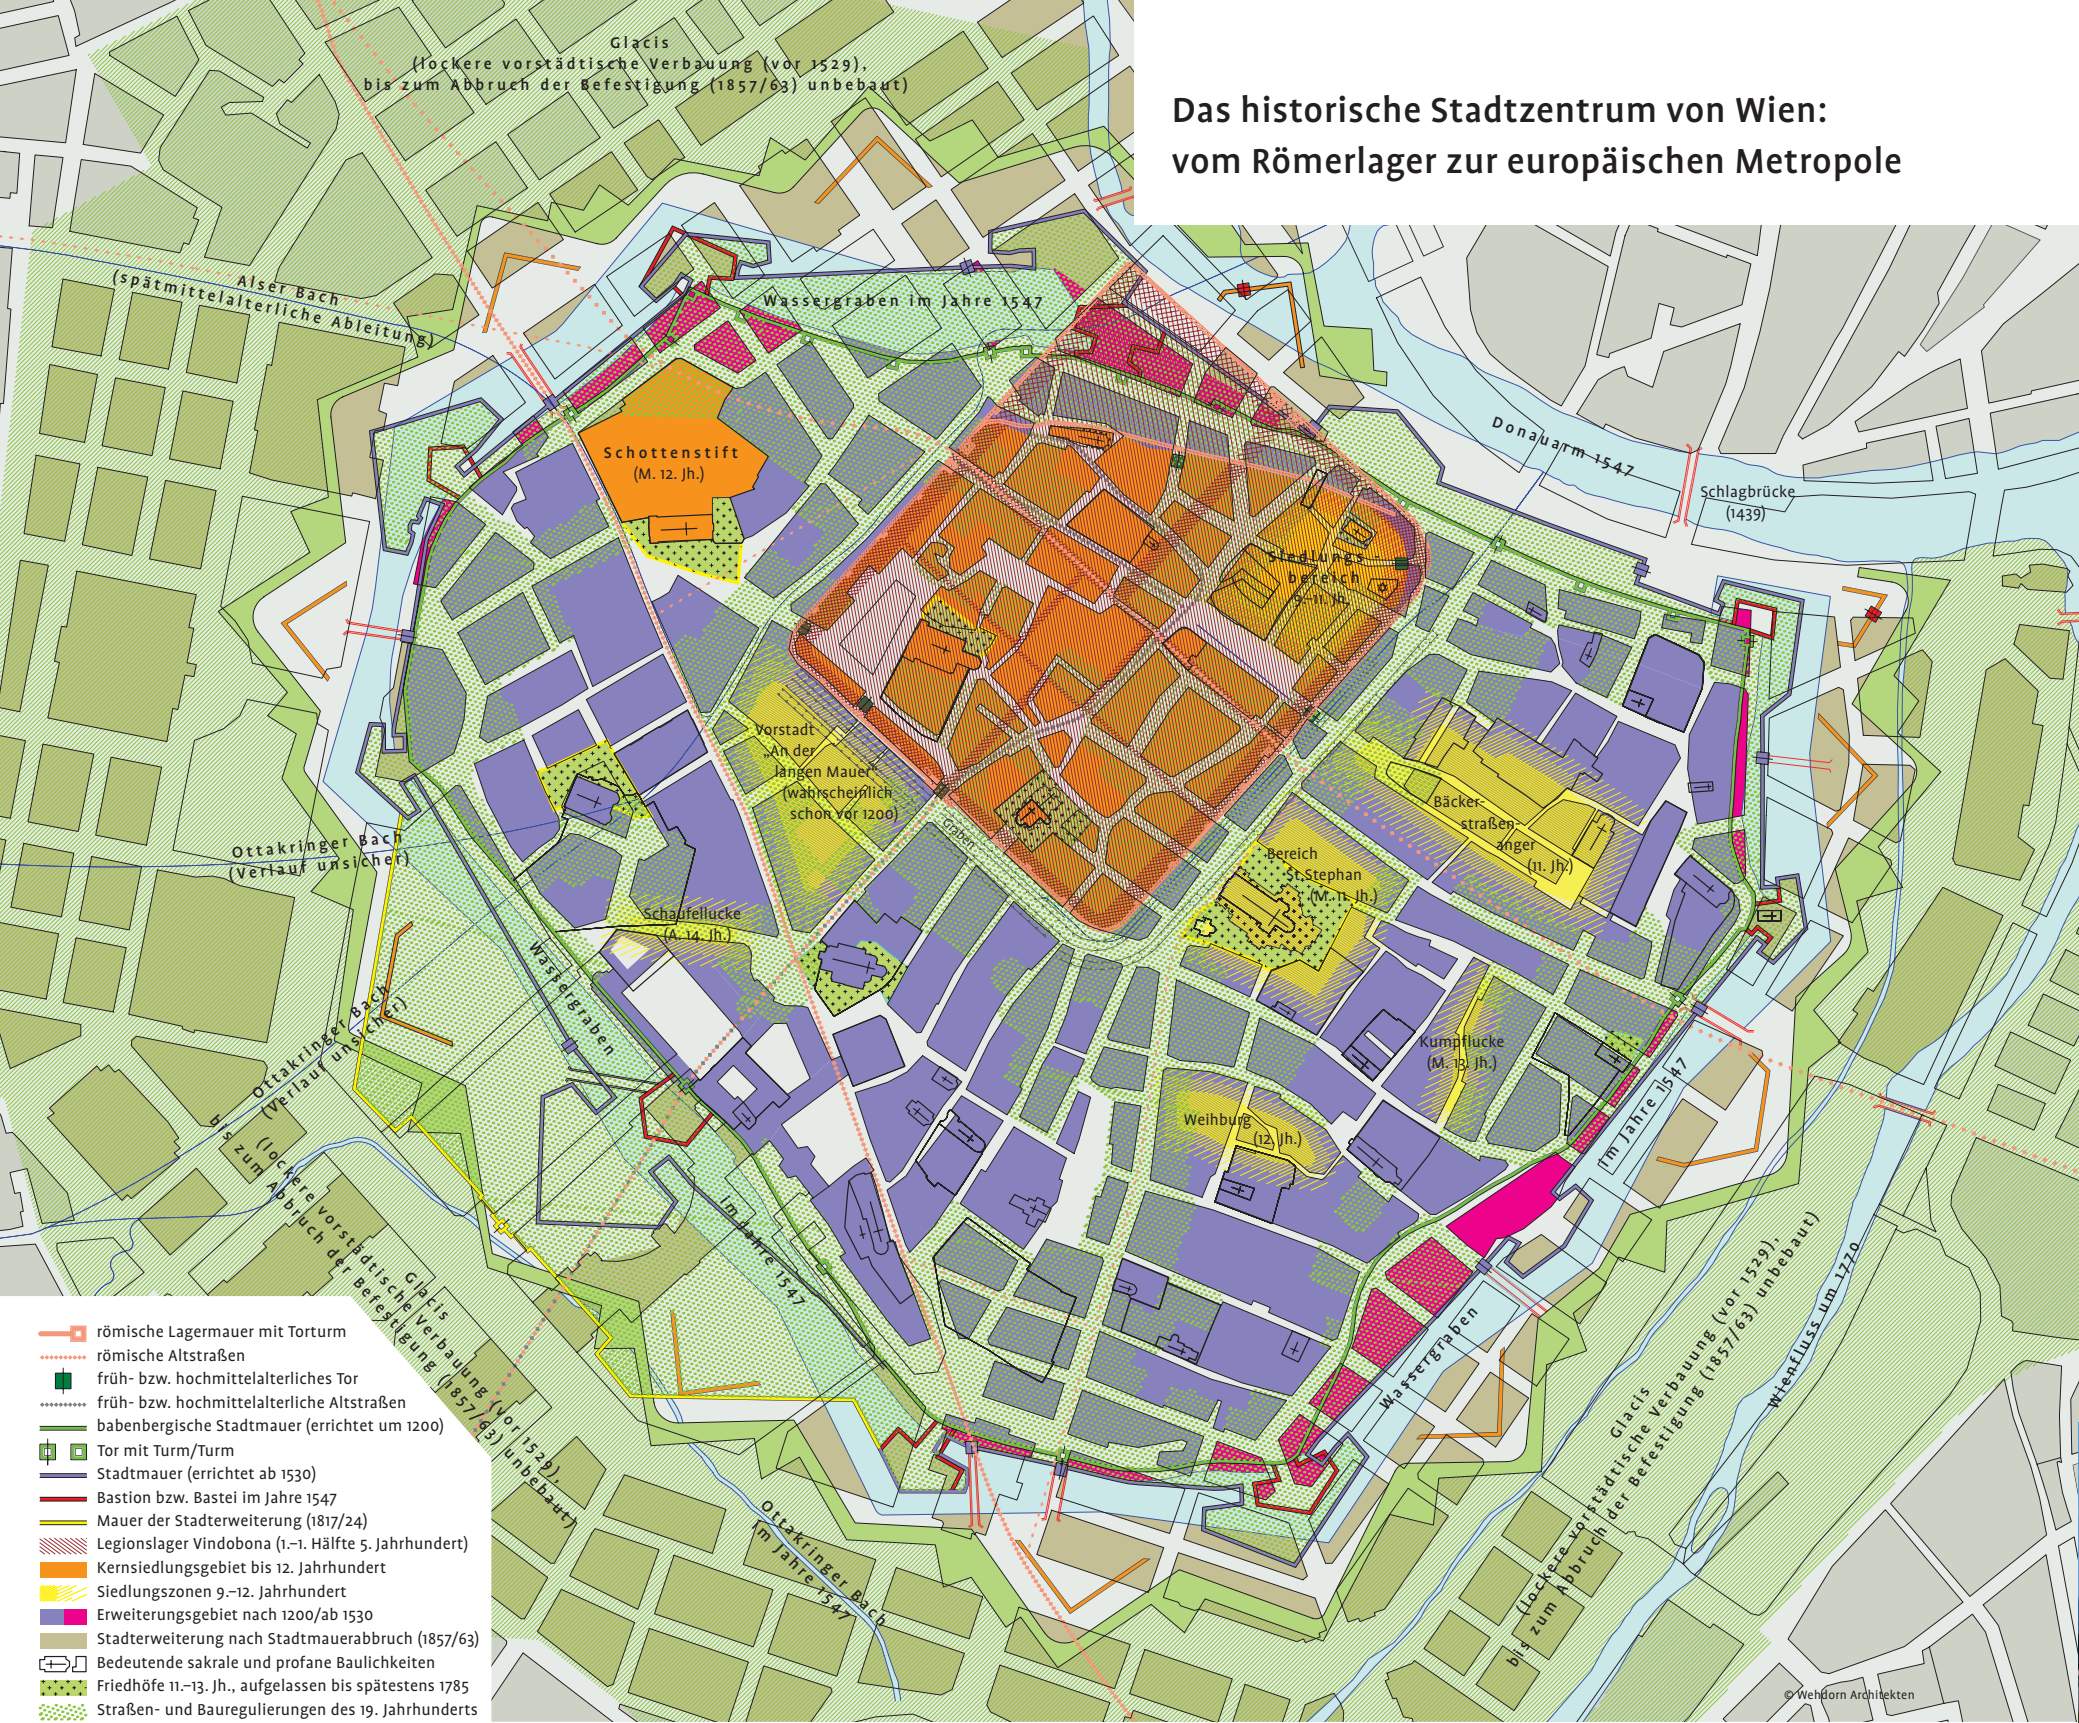 Das historische Stadtzentrum von Wien:
vom Römerlager zur europäischen Metropole
Glacis
(lockere vorstädtische Verbauung (vor 1529),
bis zum Abbruch der Befestigung (1857/63) unbebaut)
Alser Bach
(spätmittelalterliche Ableitung)
Wassergraben im Jahre 1547
Schottenstift
(M. 12. Jh.)
Donauarm 1547
Schlagbrücke
(1439)
Siedlungs-
bereich
9.–11. Jh.
Vorstadt
„An der
langen Mauer“
(wahrscheinlich
schon vor 1200)
Graben
Bäcker-
straßen-
anger
(11. Jh.)
Bereich
St.Stephan
(M. 11. Jh.)
Ottakringer Bach
(Verlauf unsicher)
Schauflellucke
(A. 14. Jh.)
Wassergraben
im Jahre 1547
Ottakringer Bach
(Verlauf unsicher)
Kumpflucke
(M. 13. Jh.)
Weihburg
(12. Jh.)
Wassergraben
im Jahre 1547
Glacis
(lockere vorstädtische Verbauung (vor 1529),
bis zum Abbruch der Befestigung (1857/63) unbebaut)
Glacis
(lockere vorstädtische Verbauung (vor 1529),
bis zum Abbruch der Befestigung (1857/63) unbebaut)
Wienfluss um 1770
Ottakringer Bach
im Jahre 1547
römische Lagermauer mit Torturm
römische Altstraßen
früh- bzw. hochmittelalterliches Tor
früh- bzw. hochmittelalterliche Altstraßen
babenbergische Stadtmauer (errichtet um 1200)
Tor mit Turm/Turm
Stadtmauer (errichtet ab 1530)
Bastion bzw. Bastei im Jahre 1547
Mauer der Stadterweiterung (1817/24)
Legionslager Vindobona (1.–1. Hälfte 5. Jahrhundert)
Kernsiedlungsgebiet bis 12. Jahrhundert
Siedlungszonen 9.–12. Jahrhundert
Erweiterungsgebiet nach 1200/ab 1530
Stadterweiterung nach Stadtmauerabbruch (1857/63)
Bedeutende sakrale und profane Baulichkeiten
Friedhöfe 11.–13. Jh., aufgelassen bis spätestens 1785
Straßen- und Bauregulierungen des 19. Jahrhunderts
© Wehdorn Architekten